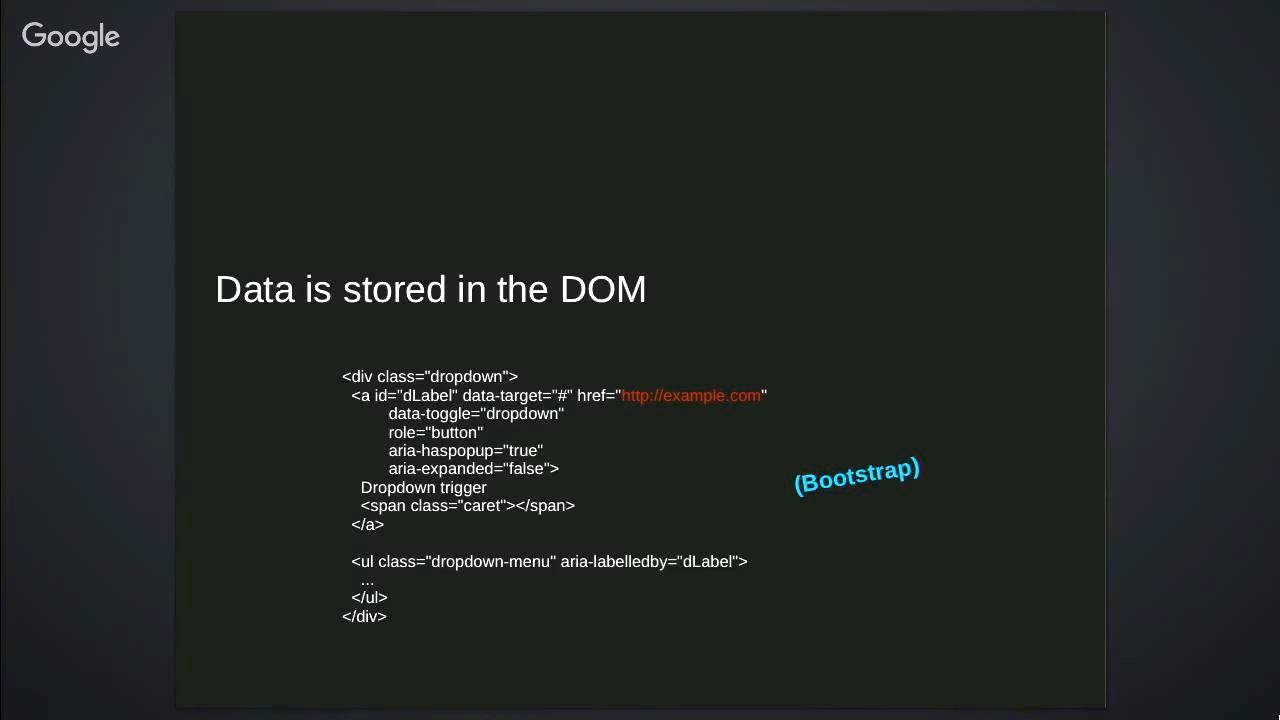 Google
Data is stored in the DOM
<div class="dropdown">
<a id="dLabel" data-target="#" href="http://example.com"
data-toggle="dropdown"
role="button"
aria-haspopup="true"
aria-expanded="false">
Dropdown trigger
<span class="caret"></span>
</a>
(Bootstrap)
<ul class="dropdown-menu" aria-labelledby="dLabel">
...
</ul>
</div>